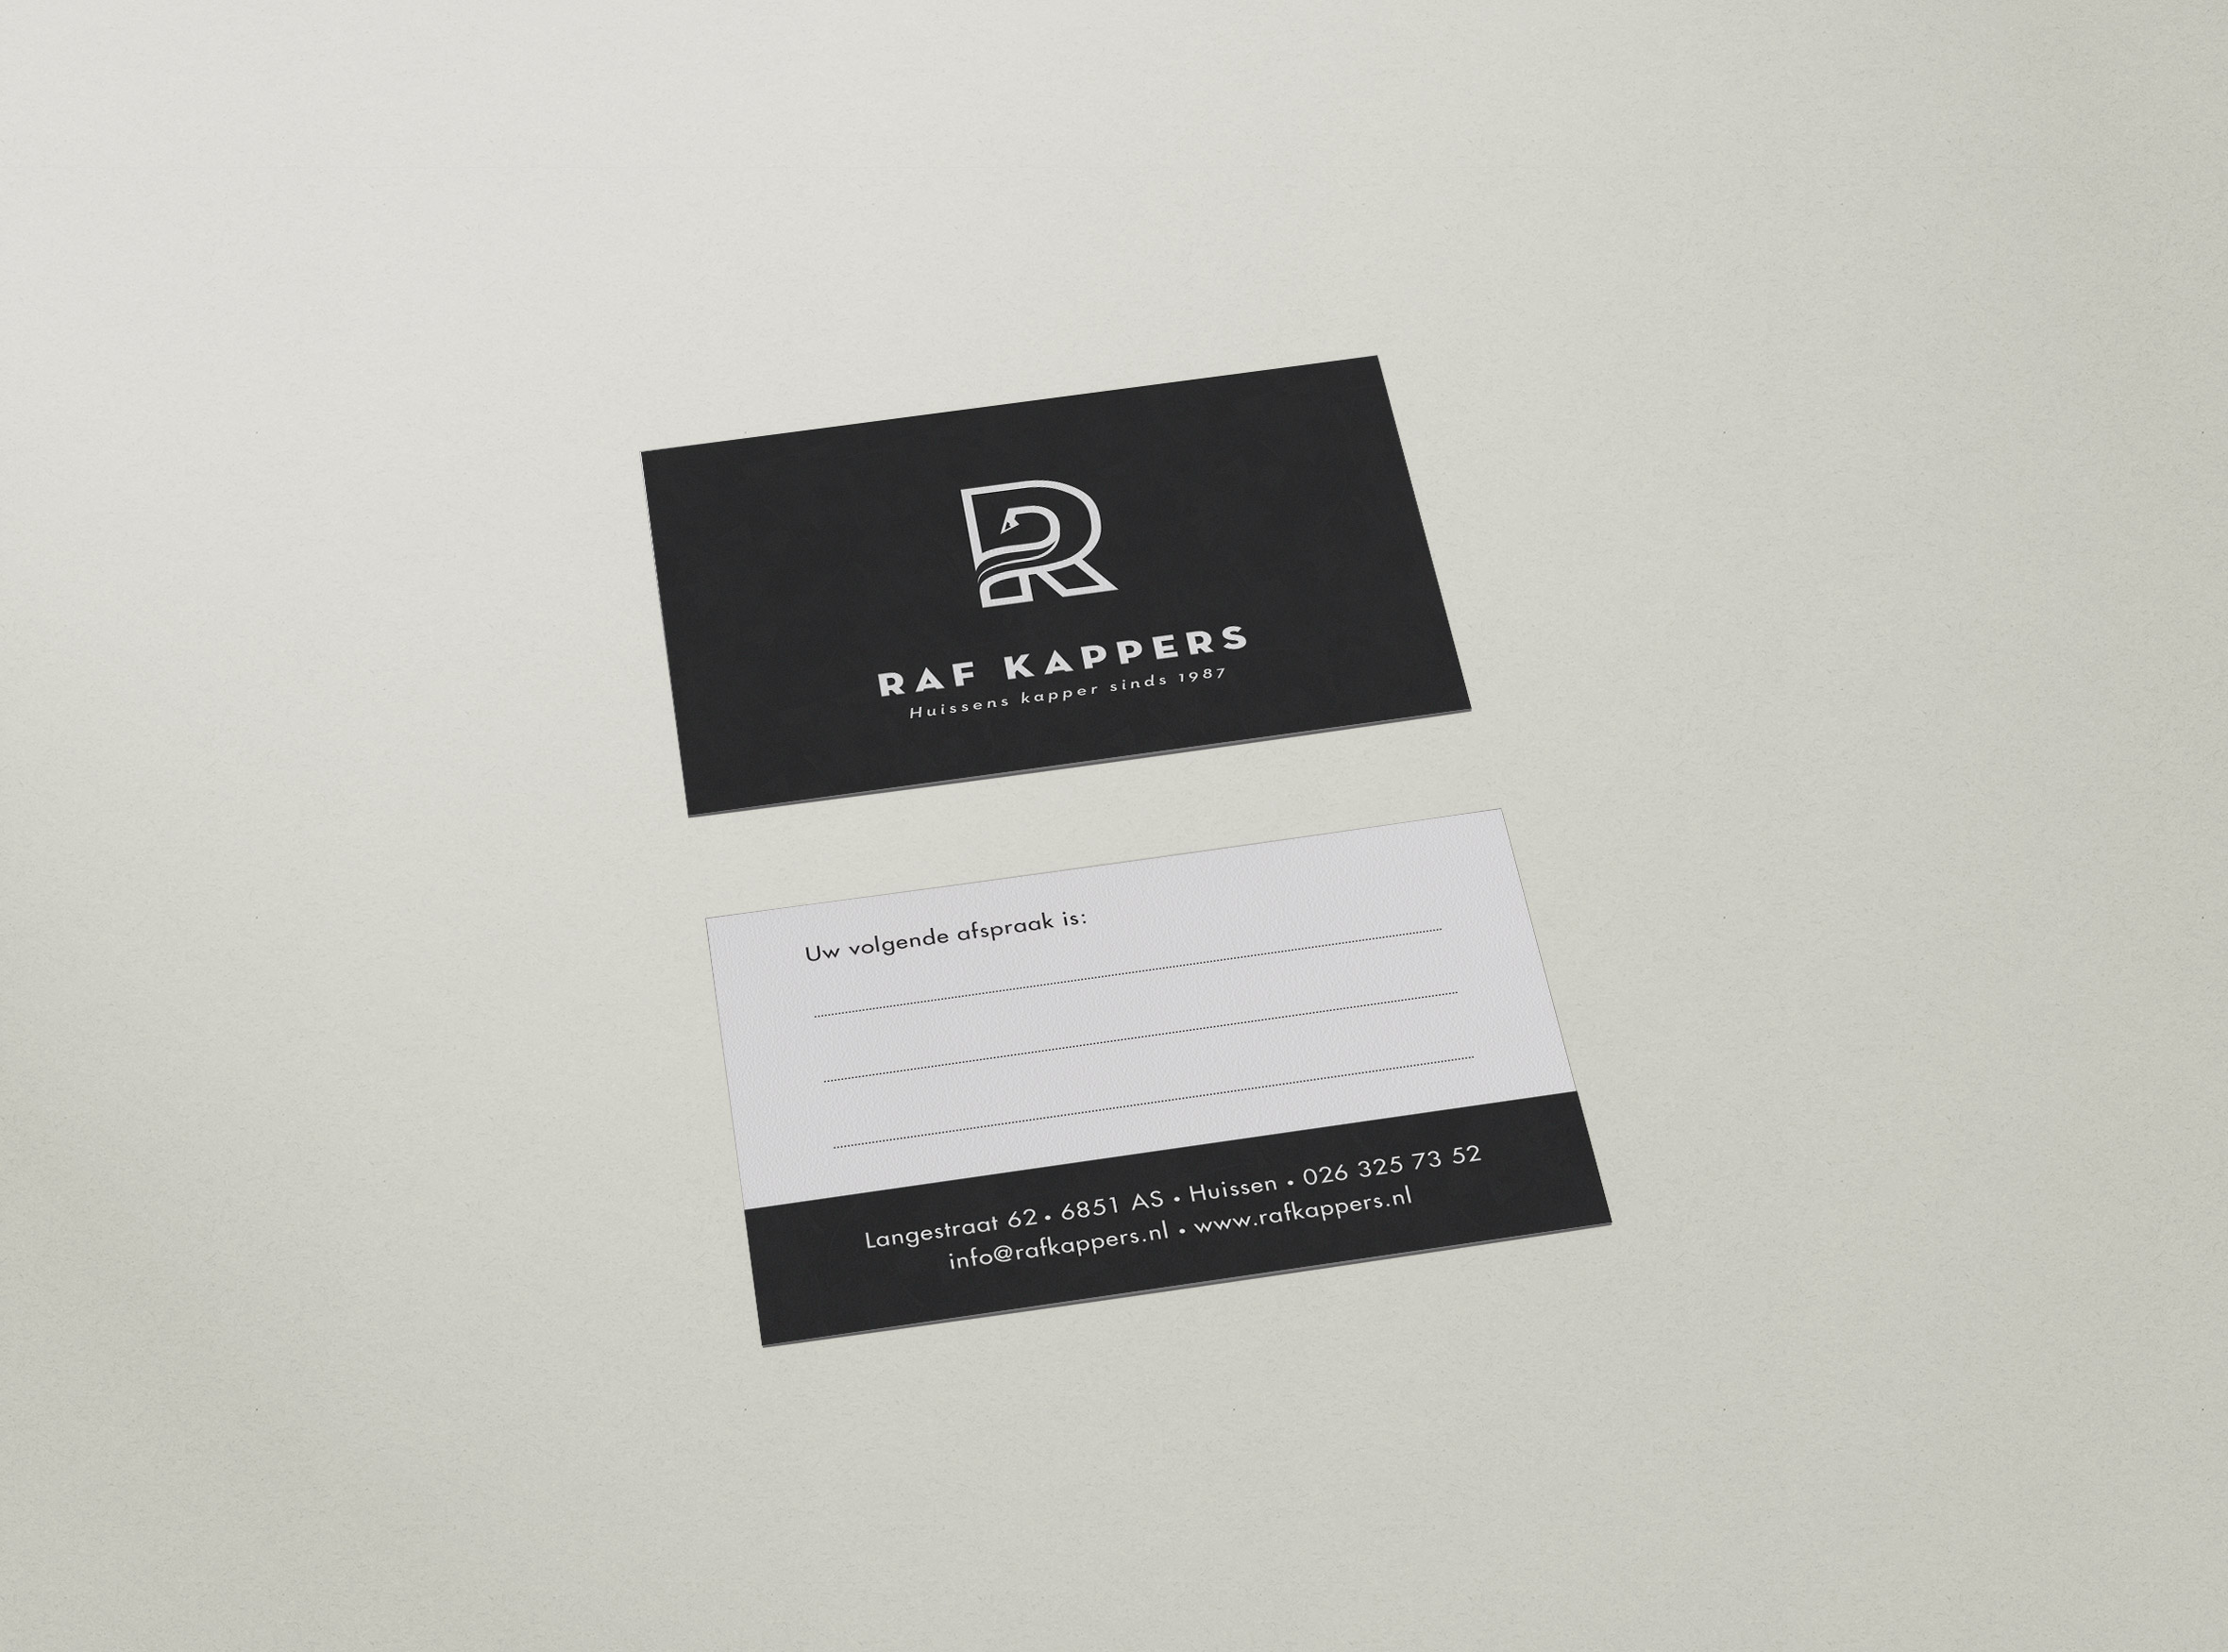 RAF KAPPERS
Huissens kapper sinds 1987
Uw volgende afspraak is:
Langestraat 62 • 6851 AS • Huissen • 026 325 73 52
info@rafkappers.nl • www.rafkappers.nl